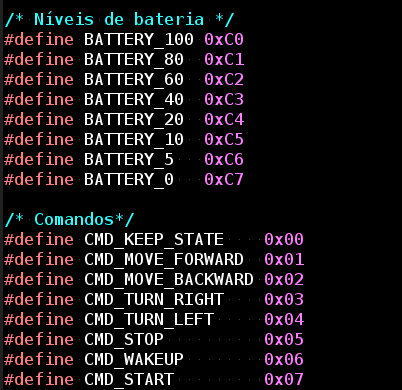 /* Níveis de bateria */
#define BATTERY_100 0xC0
#define BATTERY_80  0xC1
#define BATTERY_60  0xC2
#define BATTERY_40  0xC3
#define BATTERY_20  0xC4
#define BATTERY_10  0xC5
#define BATTERY_5   0xC6
#define BATTERY_0   0xC7

/* Comandos*/
#define CMD_KEEP_STATE    0x00
#define CMD_MOVE_FORWARD  0x01
#define CMD_MOVE_BACKWARD 0x02
#define CMD_TURN_RIGHT    0x03
#define CMD_TURN_LEFT     0x04
#define CMD_STOP          0x05
#define CMD_WAKEUP        0x06
#define CMD_START         0x07